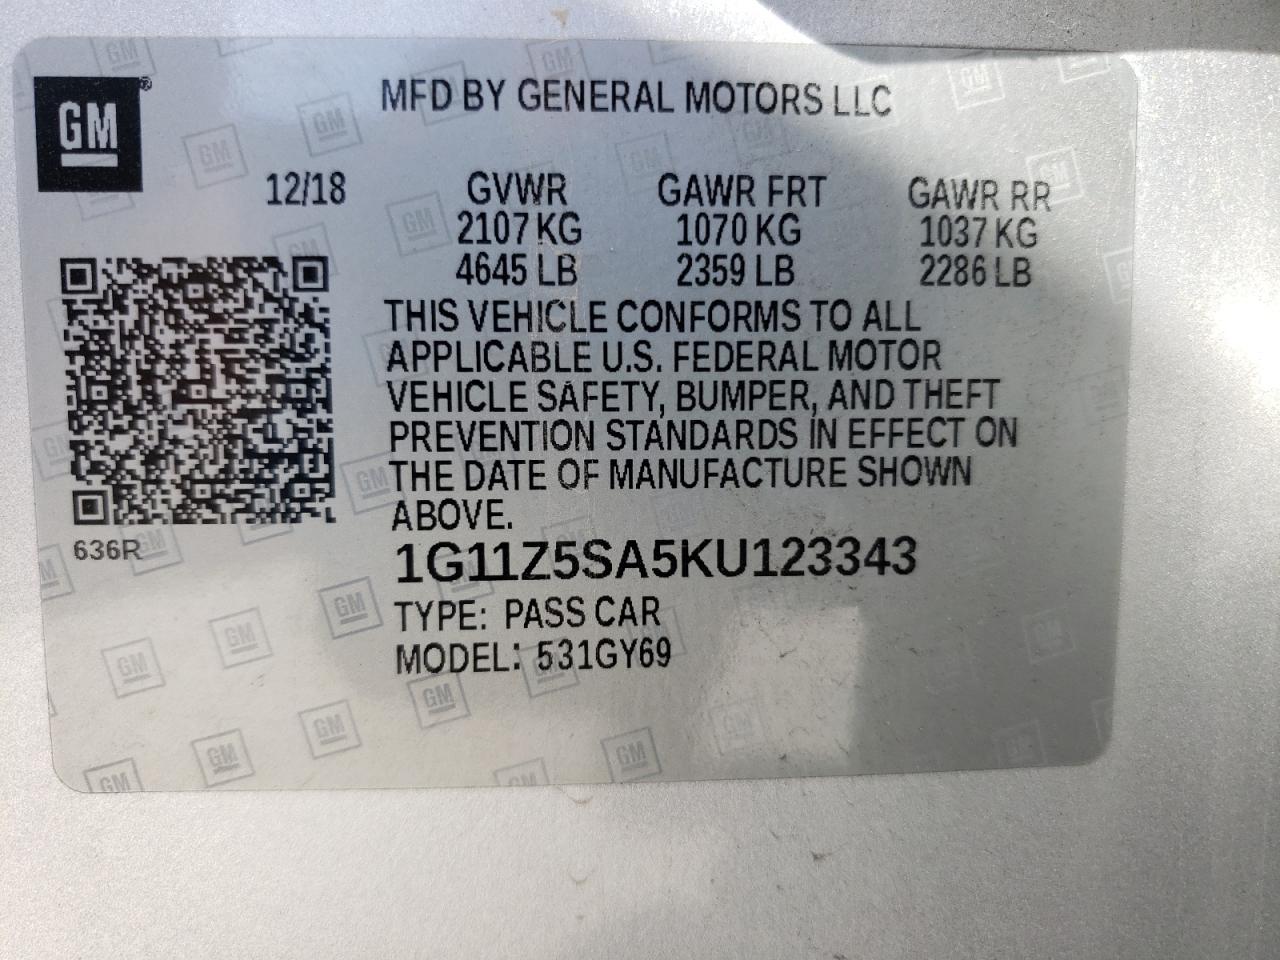 GM®
MFD BY GENERAL MOTORS LLC
12/18
GVWR GAWR FRT GAWR RR
2107 KG 1070 KG 1037 KG
4645 LB 2359 LB 2286 LB
THIS VEHICLE CONFORMS TO ALL
APPLICABLE U.S. FEDERAL MOTOR
VEHICLE SAFETY, BUMPER, AND THEFT
PREVENTION STANDARDS IN EFFECT ON
THE DATE OF MANUFACTURE SHOWN
ABOVE.
636R
1G11Z5SA5KU123343
TYPE: PASS CAR
MODEL: 531GY69